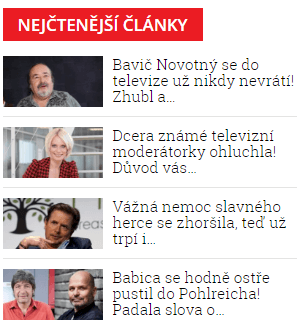 NEJČTENĚJŠÍ ČLÁNKY
Bavič Novotný se do
televize už nikdy nevrátí!
Zhubl a...
Dcera známé televizní
moderátorky ohluchla!
Důvod vás...
Vážná nemoc slavného
herce se zhoršila, teď už
trpí i...
Babica se hodně ostře
pustil do Pohlreicha!
Padala slova o...